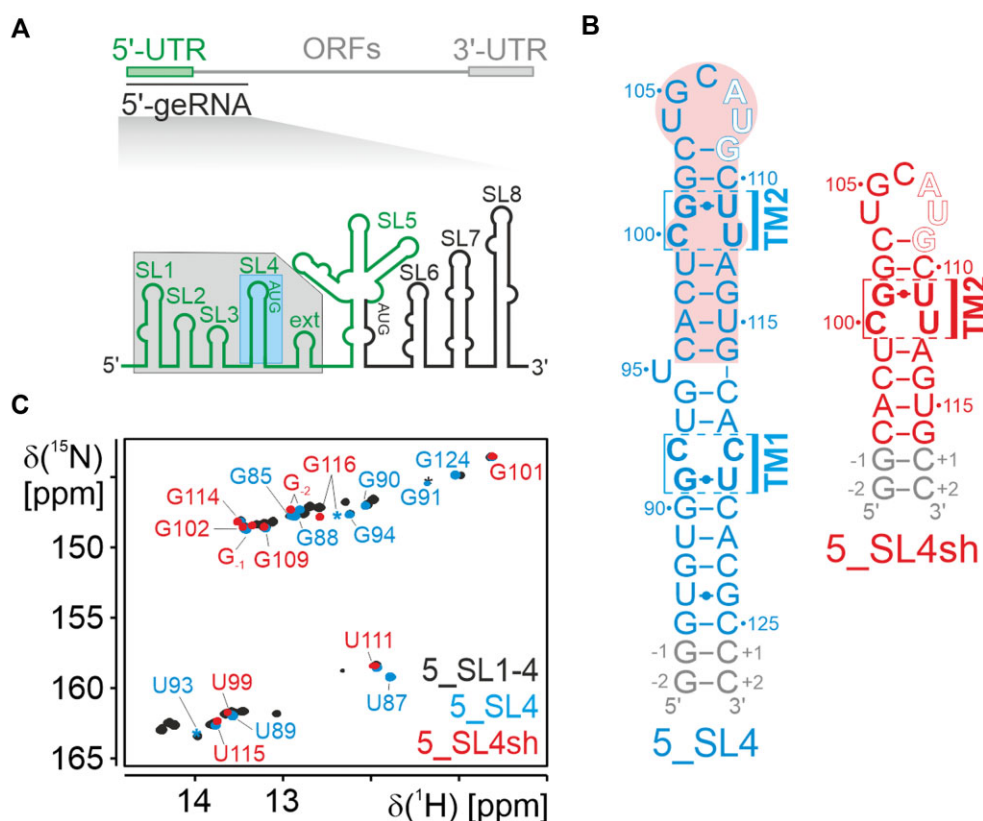 A
5'-UTR ORFs 3'-UTR
5'-geRNA
SL1 SL2 SL3 SL4 AUG ext SL5 AUG SL6 SL7 SL8
5' 3'
B
105 G C A
U U
C – G
G – C 110
G U
100 C U TM2
U – A
C – G
A – U 115
C – G
95 U
G – C
U – A
C C TM1
G U
90 G – C
U – A
G – C
U G
G – C 125
-1 G – C +1
-2 G – C +2
5' 3'
5_SL4
105 G C A
U U
C G
G – C 110
G U
100 C U TM2
U – A
C – G
A – U 115
C – G
-1 G – C +1
-2 G – C +2
5' 3'
5_SL4sh
C
δ(¹⁵N)
[ppm]
150
155
160
165
G114
G102
G-1
G109
G85
G-2
G88
G116
*
G94
G90
*
G91
G124
G101
U93
*
U99
U115
U89
U111
U87
5_SL1-4
5_SL4
5_SL4sh
14 13
δ(¹H) [ppm]